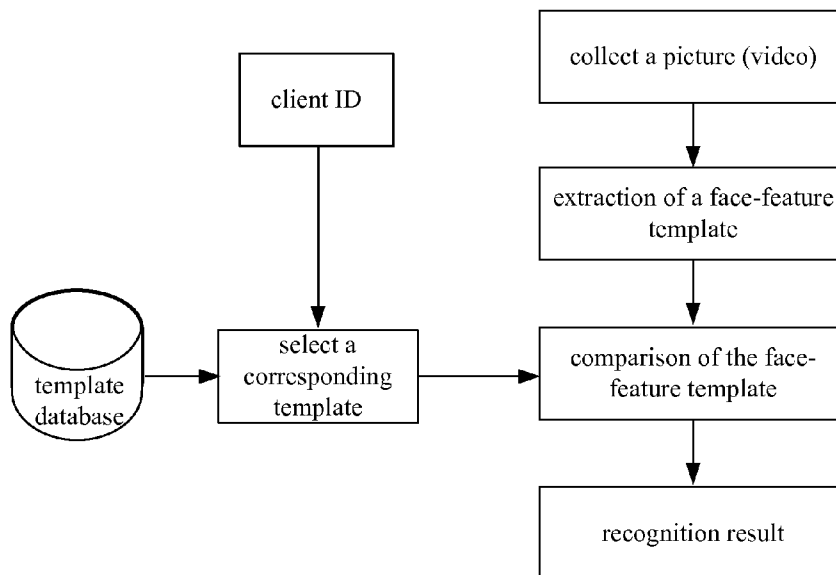 collect a picture (video)
client ID
extraction of a face-feature
template
template
database
select a
corresponding
template
comparison of the face-
feature template
recognition result